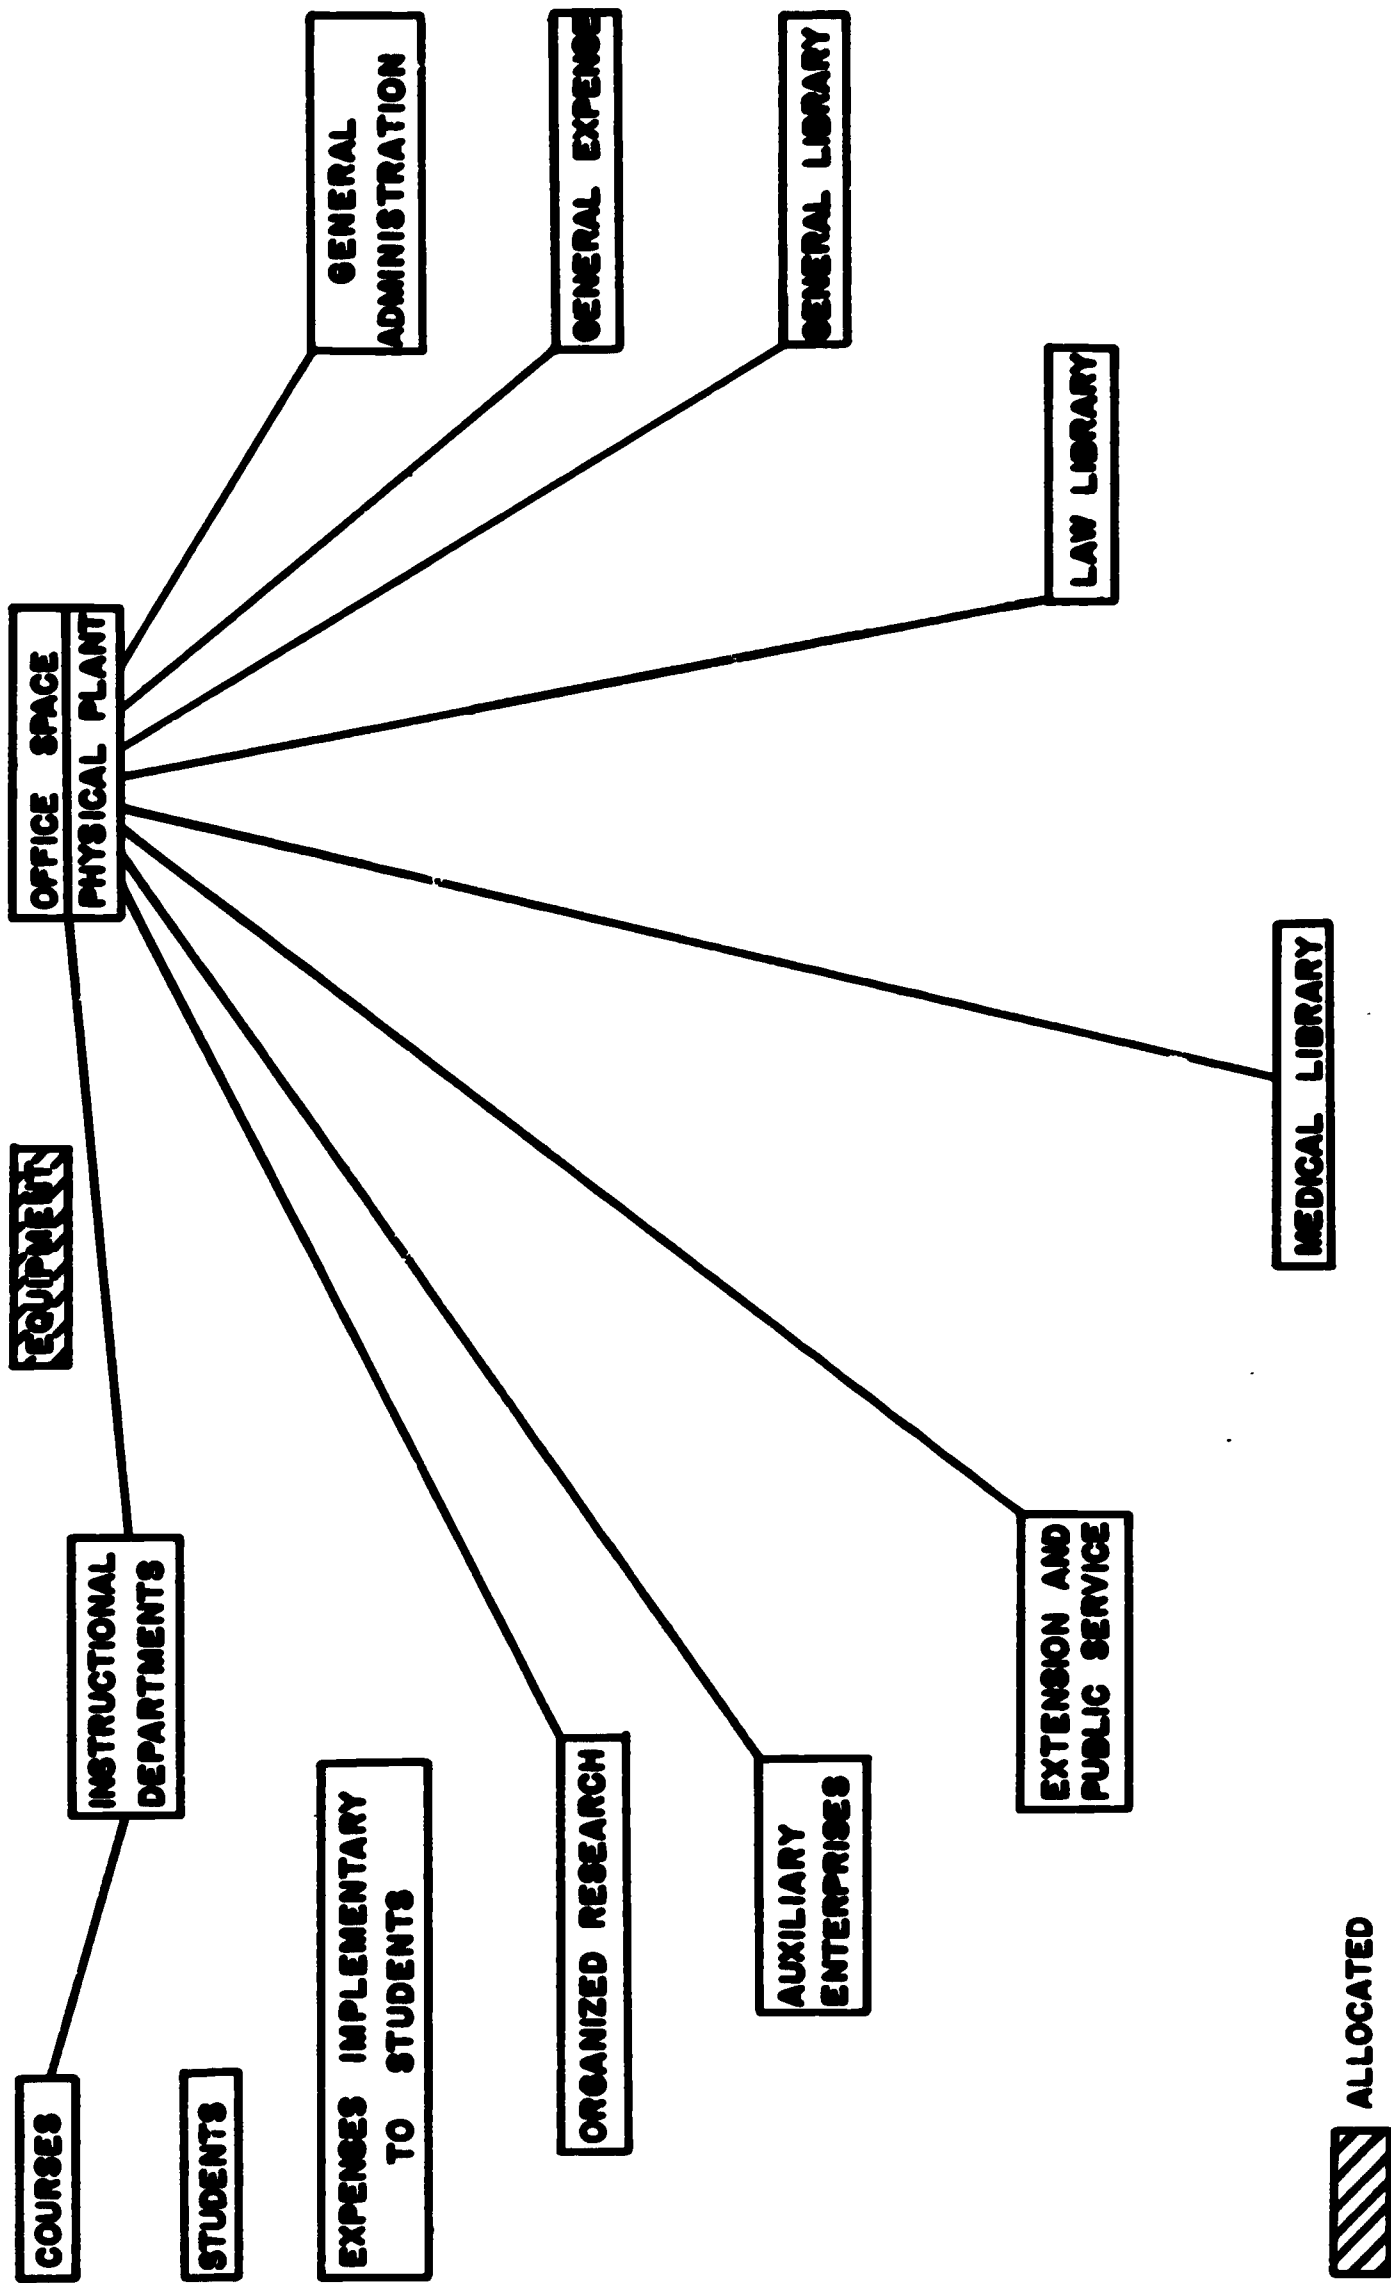 COURSES
STUDENTS
EXPENSES IMPLEMENTARY
TO STUDENTS
ORGANIZED RESEARCH
AUXILIARY
ENTERPRISES
INSTRUCTIONAL
DEPARTMENTS
EXTENSION AND
PUBLIC SERVICE
EQUIPMENT
MEDICAL LIBRARY
OFFICE SPACE
PHYSICAL PLANT
LAW LIBRARY
GENERAL
ADMINISTRATION
GENERAL EXPENSE
GENERAL LIBRARY
ALLOCATED